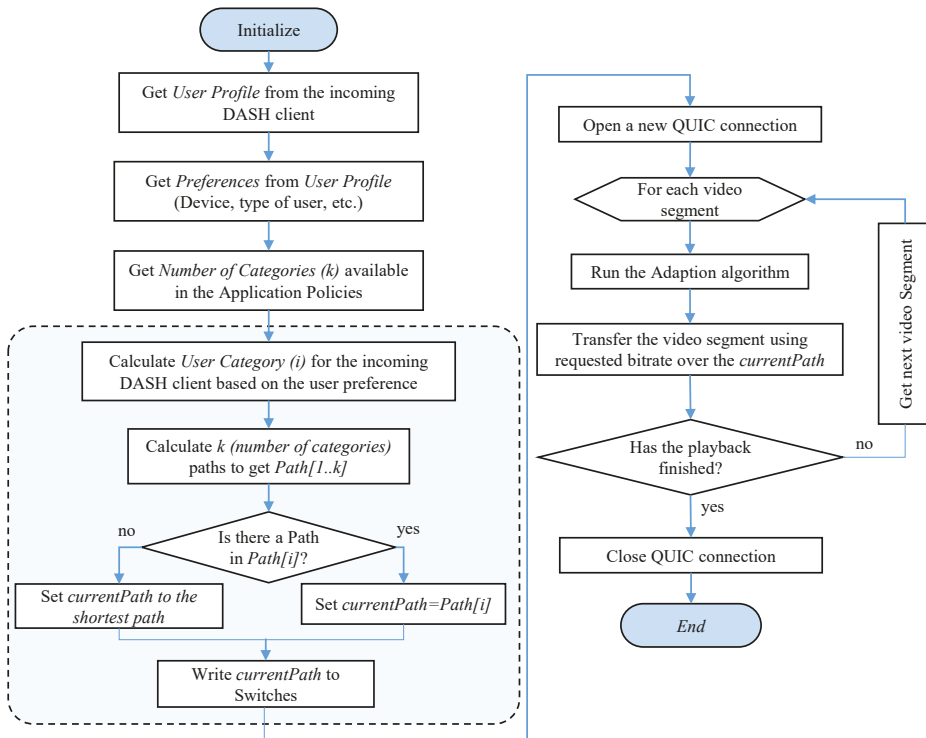 Initialize
Get User Profile from the incoming
DASH client
Get Preferences from User Profile
(Device, type of user, etc.)
Get Number of Categories (k) available
in the Application Policies
Calculate User Category (i) for the incoming
DASH client based on the user preference
Calculate k (number of categories)
paths to get Path[1..k]
Is there a Path
in Path[i]?
no
yes
Set currentPath to the
shortest path
Set currentPath=Path[i]
Write currentPath to
Switches
Open a new QUIC connection
For each video
segment
Run the Adaption algorithm
Transfer the video segment using
requested bitrate over the currentPath
Has the playback
finished?
no
Get next video Segment
yes
Close QUIC connection
End